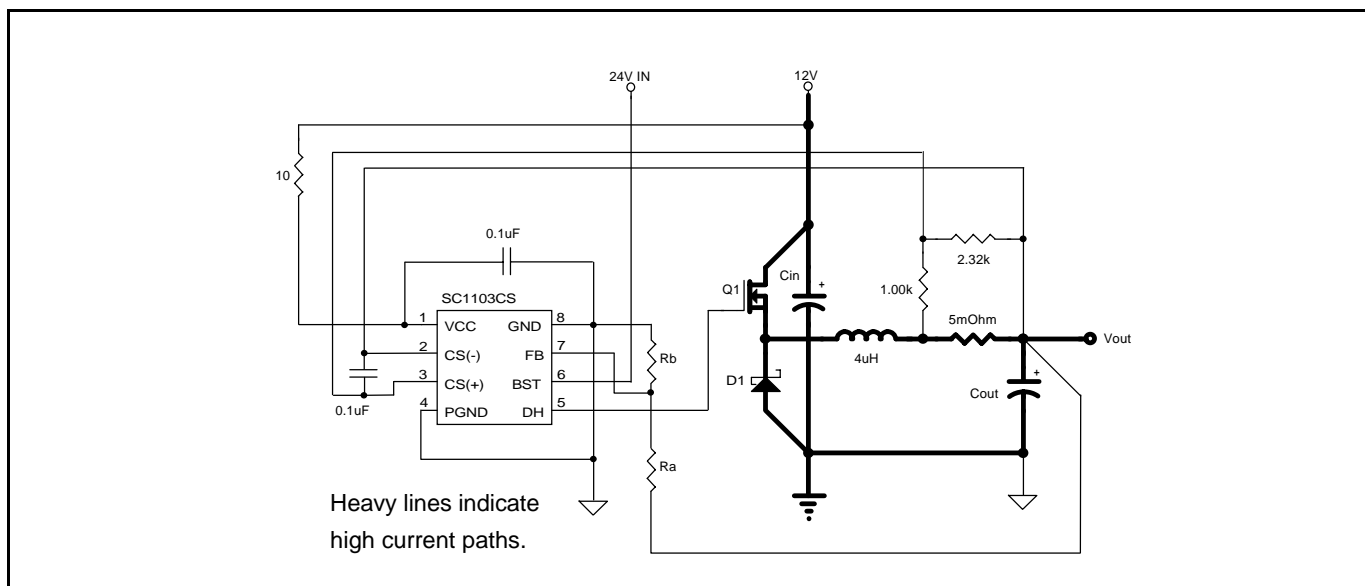 24V IN
12V
10
0.1uF
2.32k
Cin
+
Q1
1.00k
SC1103CS
5mOhm
1 VCC GND 8
2 CS(-) FB 7
3 CS(+) BST 6
4 PGND DH 5
Rb
4uH
Vout
+
D1
Cout
0.1uF
Ra
Heavy lines indicate
high current paths.